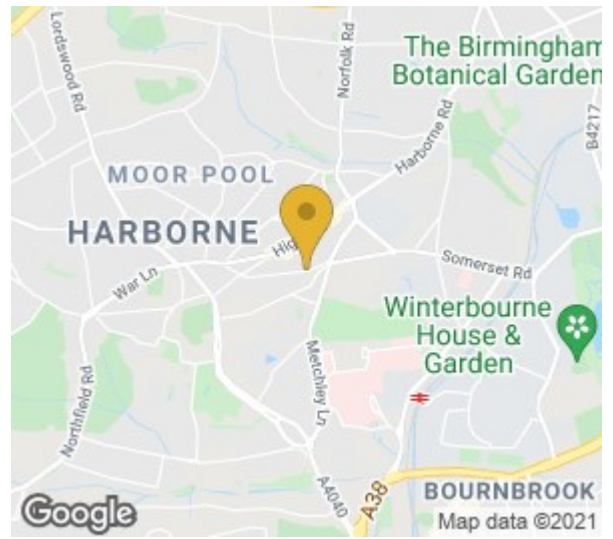 Lordswood Rd
Norfolk Rd
The Birmingham
Botanical Garden
B4217
Harborne Rd
MOOR POOL
HARBORNE
Hig
War Ln
Somerset Rd
Winterbourne
House &
Garden
Metchley Ln
Northfield Rd
A4040
A38
BOURNBROOK
Google
Map data ©2021